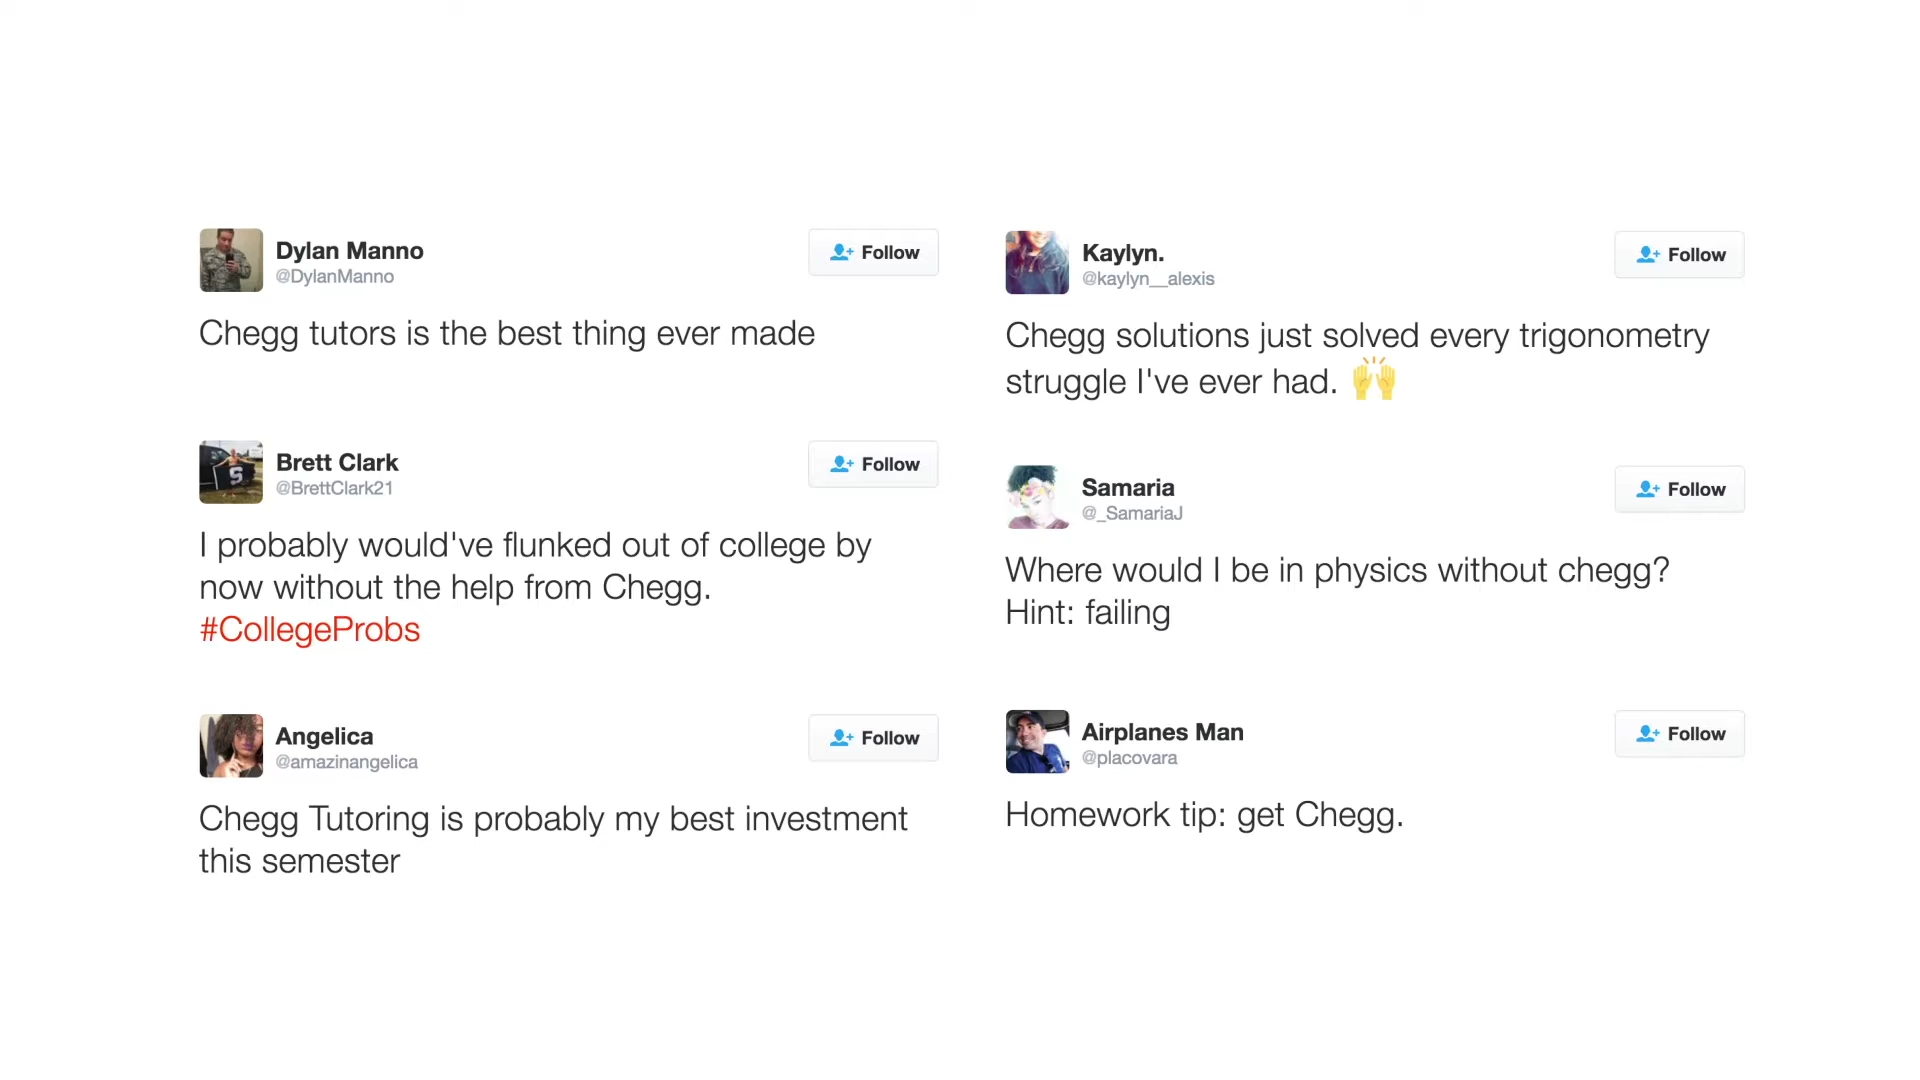 Dylan Manno
@DylanManno
Follow
Chegg tutors is the best thing ever made
Brett Clark
@BrettClark21
Follow
I probably would've flunked out of college by
now without the help from Chegg.
#CollegeProbs
Angelica
@amazinangelica
Follow
Chegg Tutoring is probably my best investment
this semester
Kaylyn.
@kaylyn__alexis
Follow
Chegg solutions just solved every trigonometry
struggle I've ever had. 🙌
Samaria
@_SamariaJ
Follow
Where would I be in physics without chegg?
Hint: failing
Airplanes Man
@placovara
Follow
Homework tip: get Chegg.